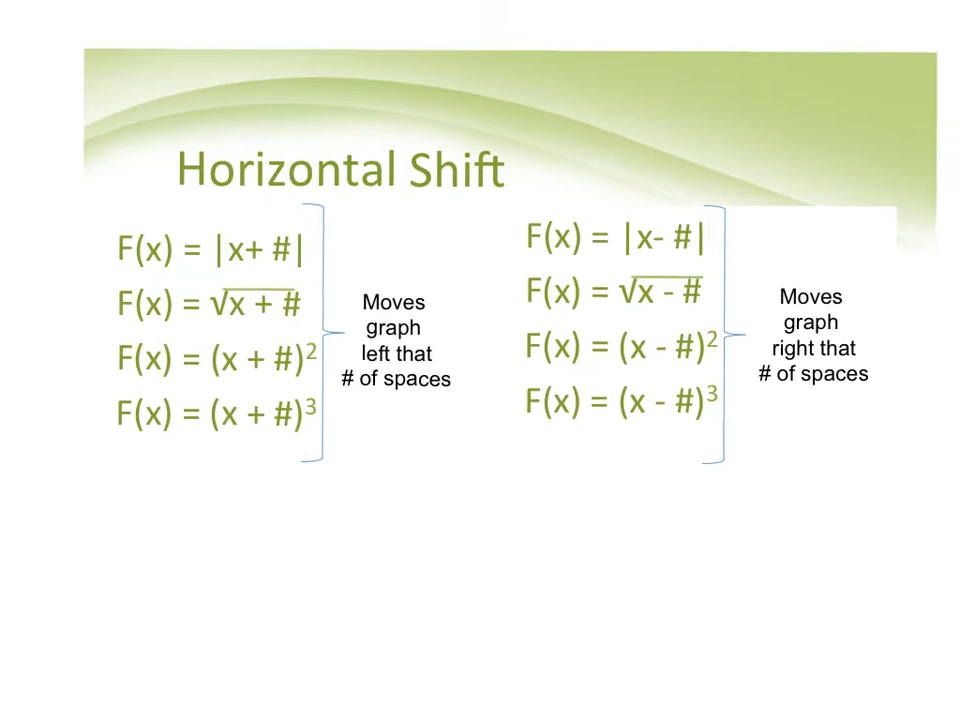 Horizontal Shift
F(x) = |x+ #|
F(x) = √x + #
F(x) = (x + #)²
F(x) = (x + #)³
Moves
graph
left that
# of spaces
F(x) = |x- #|
F(x) = √x - #
F(x) = (x - #)²
F(x) = (x - #)³
Moves
graph
right that
# of spaces